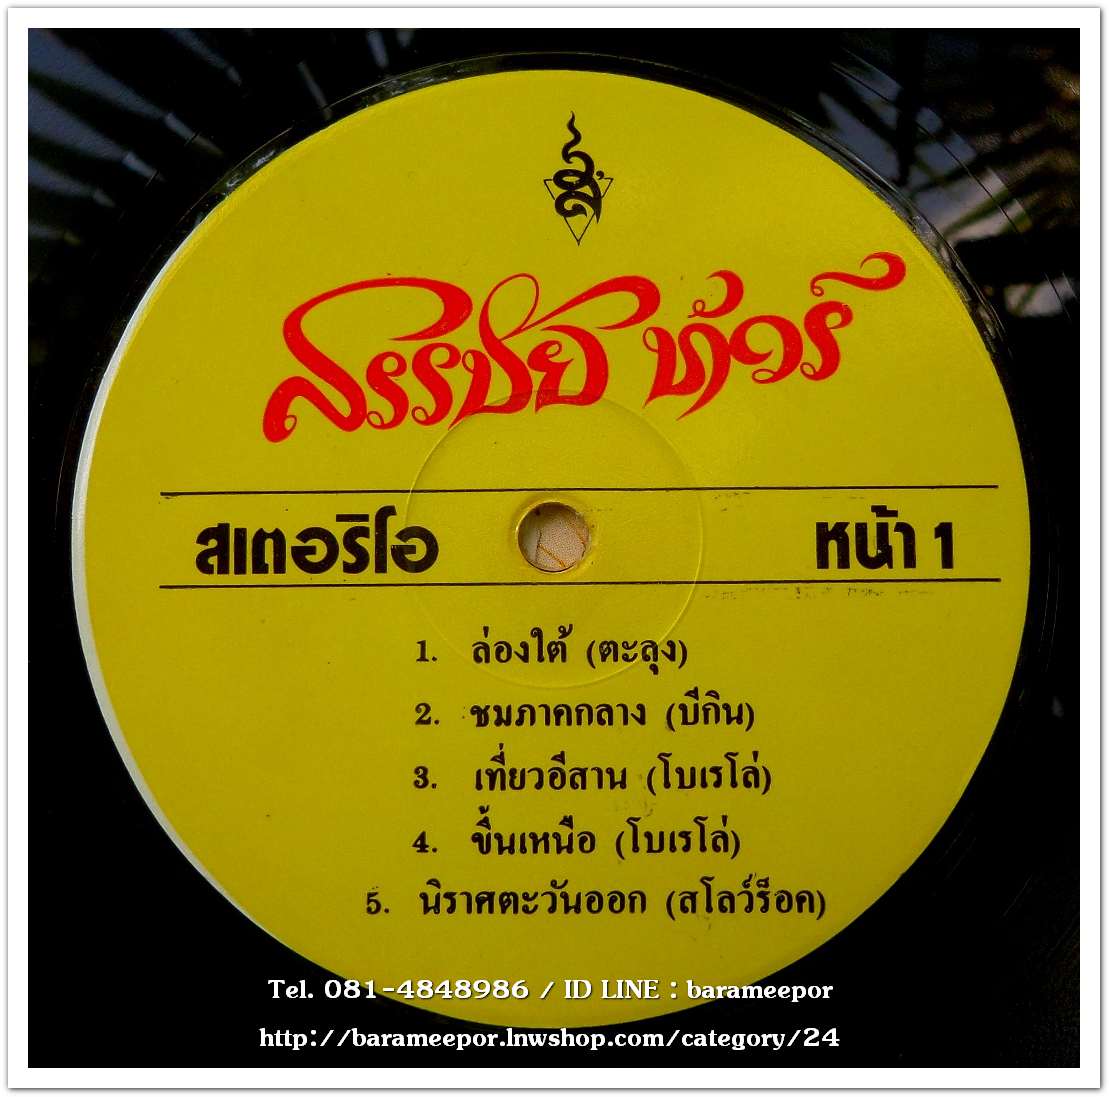 สรรชัย ทัวร์
สเตอริโอ หน้า 1
1. ล่องใต้ (ตะลุง)
2. ชมภาคกลาง (บีกิน)
3. เที่ยวอีสาน (โบเรโล่)
4. ขึ้นเหนือ (โบเรโล่)
5. นิราศตะวันออก (สโลว์ร็อค)
Tel. 081-4848986 / ID LINE : barameepor
http://barameepor.lnwshop.com/category/24